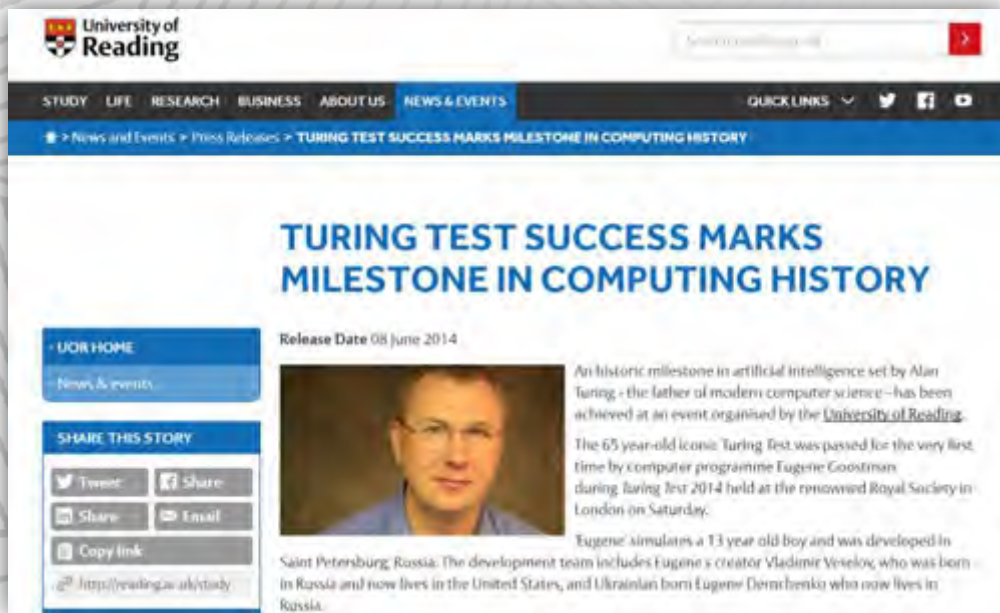 University of
Reading
STUDY LIFE RESEARCH BUSINESS ABOUT US NEWS & EVENTS QUICK LINKS
> News and Events > Press Releases > TURING TEST SUCCESS MARKS MILESTONE IN COMPUTING HISTORY
TURING TEST SUCCESS MARKS
MILESTONE IN COMPUTING HISTORY
UOR HOME
News & events
Release Date 08 June 2014
An historic milestone in artificial intelligence set by Alan
Turing - the father of modern computer science - has been
achieved at an event organised by the University of Reading.
The 65 year-old iconic Turing Test was passed for the very first
time by computer programme Eugene Goostman
during Turing Test 2014 held at the renowned Royal Society in
London on Saturday.
'Eugene' simulates a 13 year old boy and was developed in
Saint Petersburg, Russia. The development team includes Eugene's creator Vladimir Veselov, who was born
in Russia and now lives in the United States, and Ukrainian born Eugene Demchenko who now lives in
Russia.
SHARE THIS STORY
Tweet Share
Share Email
Copy link
http://reading.ac.uk/study